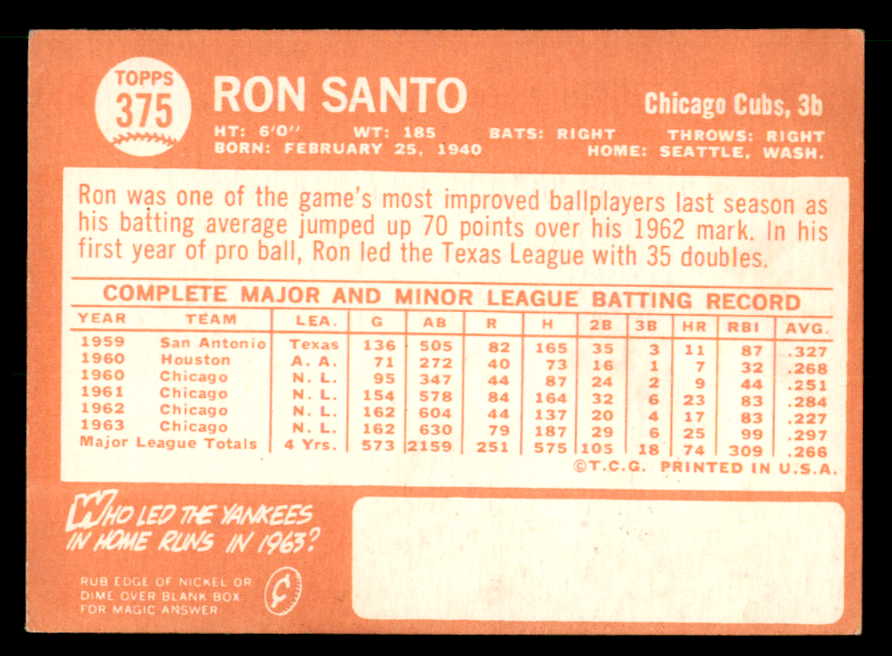 TOPPS
375
RON SANTO
Chicago Cubs, 3b
HT: 6'0" WT: 185 BATS: RIGHT THROWS: RIGHT
BORN: FEBRUARY 25, 1940 HOME: SEATTLE, WASH.
Ron was one of the game's most improved ballplayers last season as
his batting average jumped up 70 points over his 1962 mark. In his
first year of pro ball, Ron led the Texas League with 35 doubles.
COMPLETE MAJOR AND MINOR LEAGUE BATTING RECORD
YEAR TEAM LEA. G AB R H 2B 3B HR RBI AVG.
1959 San Antonio Texas 136 505 82 165 35 3 11 87 .327
1960 Houston A. A. 71 272 40 73 16 1 7 32 .268
1960 Chicago N. L. 95 347 44 87 24 2 9 44 .251
1961 Chicago N. L. 154 578 84 164 32 6 23 83 .284
1962 Chicago N. L. 162 604 44 137 20 4 17 83 .227
1963 Chicago N. L. 162 630 79 187 29 6 25 99 .297
Major League Totals 4 Yrs. 573 2159 251 575 105 18 74 309 .266
©T.C.G. PRINTED IN U.S.A.
WHO LED THE YANKEES
IN HOME RUNS IN 1963?
RUB EDGE OF NICKEL OR
DIME OVER BLANK BOX
FOR MAGIC ANSWER
¢